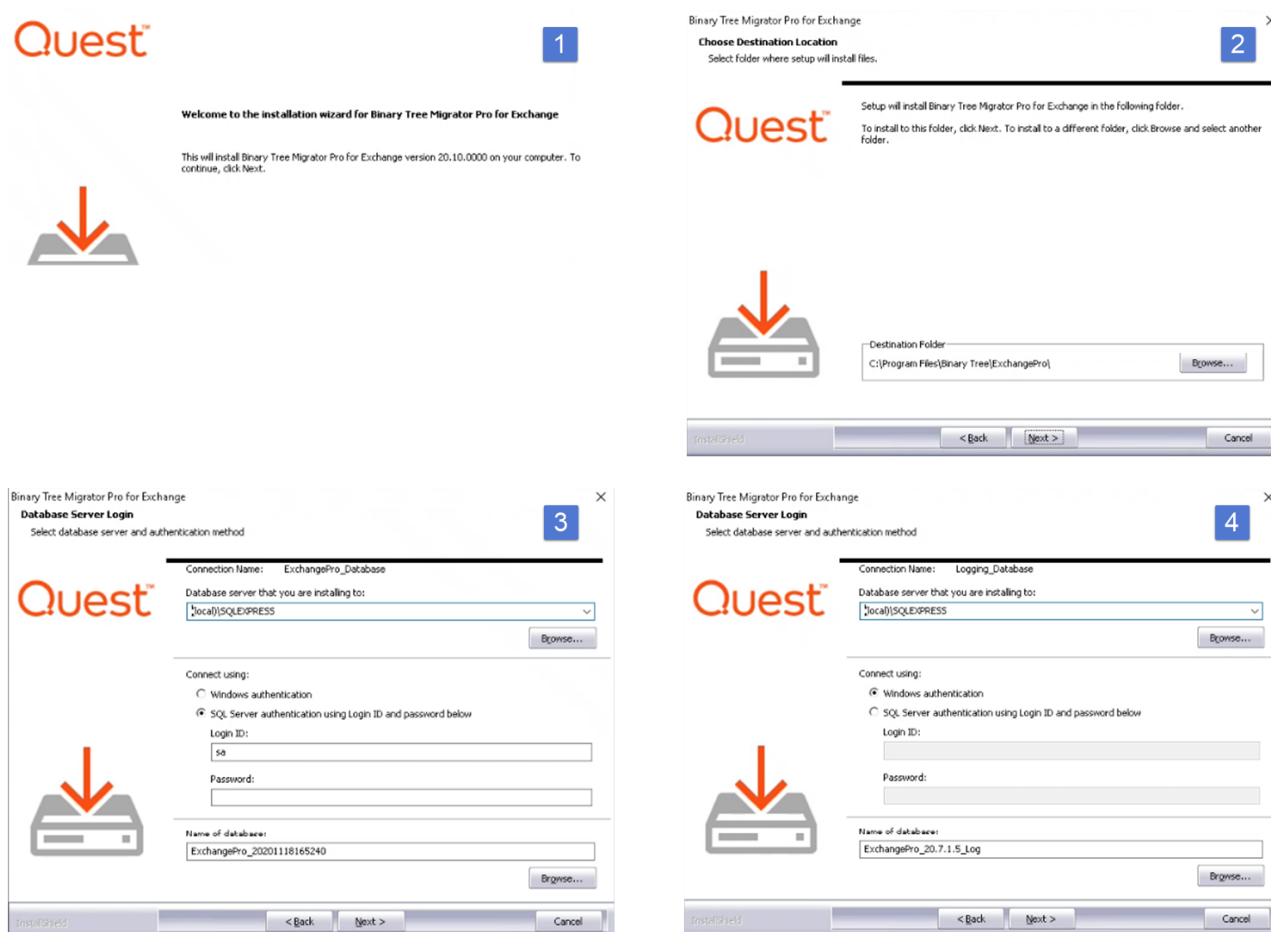 Quest™
1
Welcome to the installation wizard for Binary Tree Migrator Pro for Exchange
This will install Binary Tree Migrator Pro for Exchange version 20.10.0000 on your computer. To
continue, click Next.
Binary Tree Migrator Pro for Exchange
Choose Destination Location
Select folder where setup will install files.
2
Quest™
Setup will install Binary Tree Migrator Pro for Exchange in the following folder.
To install to this folder, click Next. To install to a different folder, click Browse and select another
folder.
Destination Folder
C:\Program Files\Binary Tree\ExchangePro\
Browse...
InstallShield
< Back
Next >
Cancel
Binary Tree Migrator Pro for Exchange
Database Server Login
Select database server and authentication method
3
Quest™
Connection Name: ExchangePro_Database
Database server that you are installing to:
(local)\SQLEXPRESS
Browse...
Connect using:
Windows authentication
SQL Server authentication using Login ID and password below
Login ID:
sa
Password:
Name of database:
ExchangePro_20201118165240
Browse...
InstallShield
< Back
Next >
Cancel
Binary Tree Migrator Pro for Exchange
Database Server Login
Select database server and authentication method
4
Quest™
Connection Name: Logging_Database
Database server that you are installing to:
(local)\SQLEXPRESS
Browse...
Connect using:
Windows authentication
SQL Server authentication using Login ID and password below
Login ID:
Password:
Name of database:
ExchangePro_20.7.1.5_Log
Browse...
InstallShield
< Back
Next >
Cancel